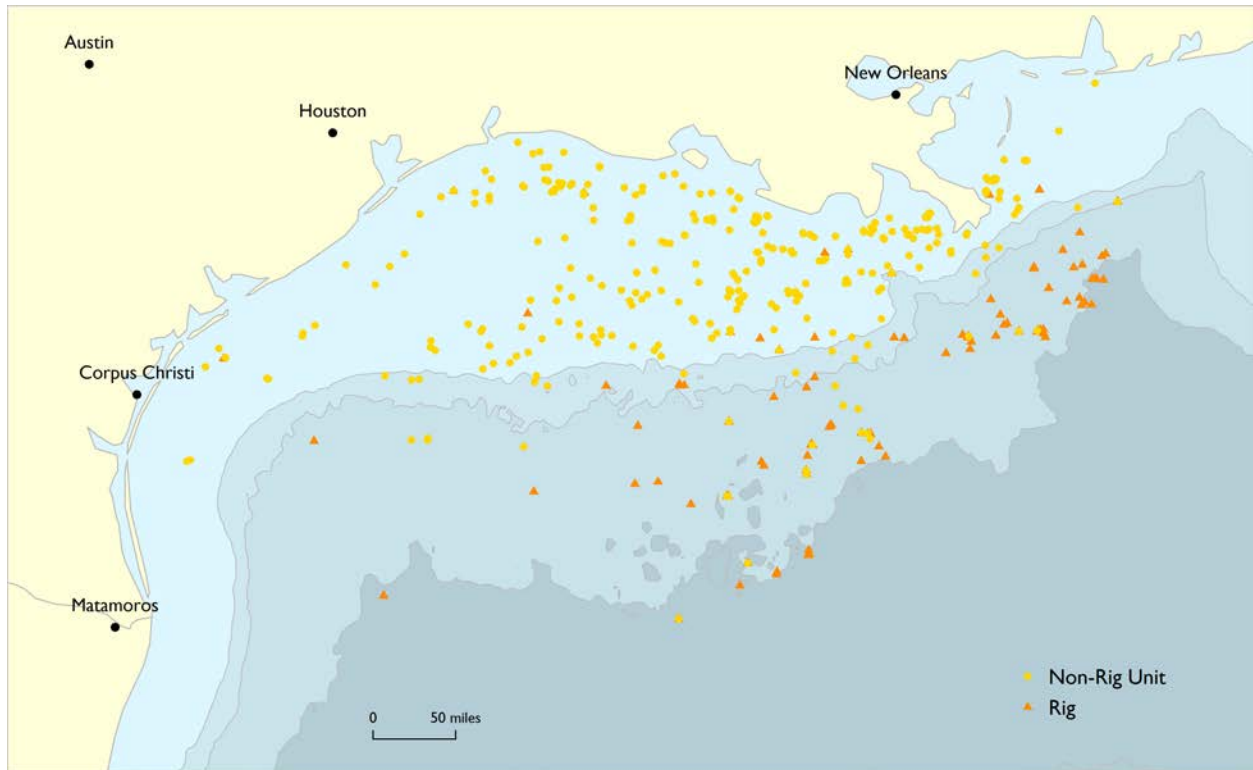 Austin
New Orleans
Houston
Corpus Christi
Matamoros
Non-Rig Unit
Rig
0 50 miles